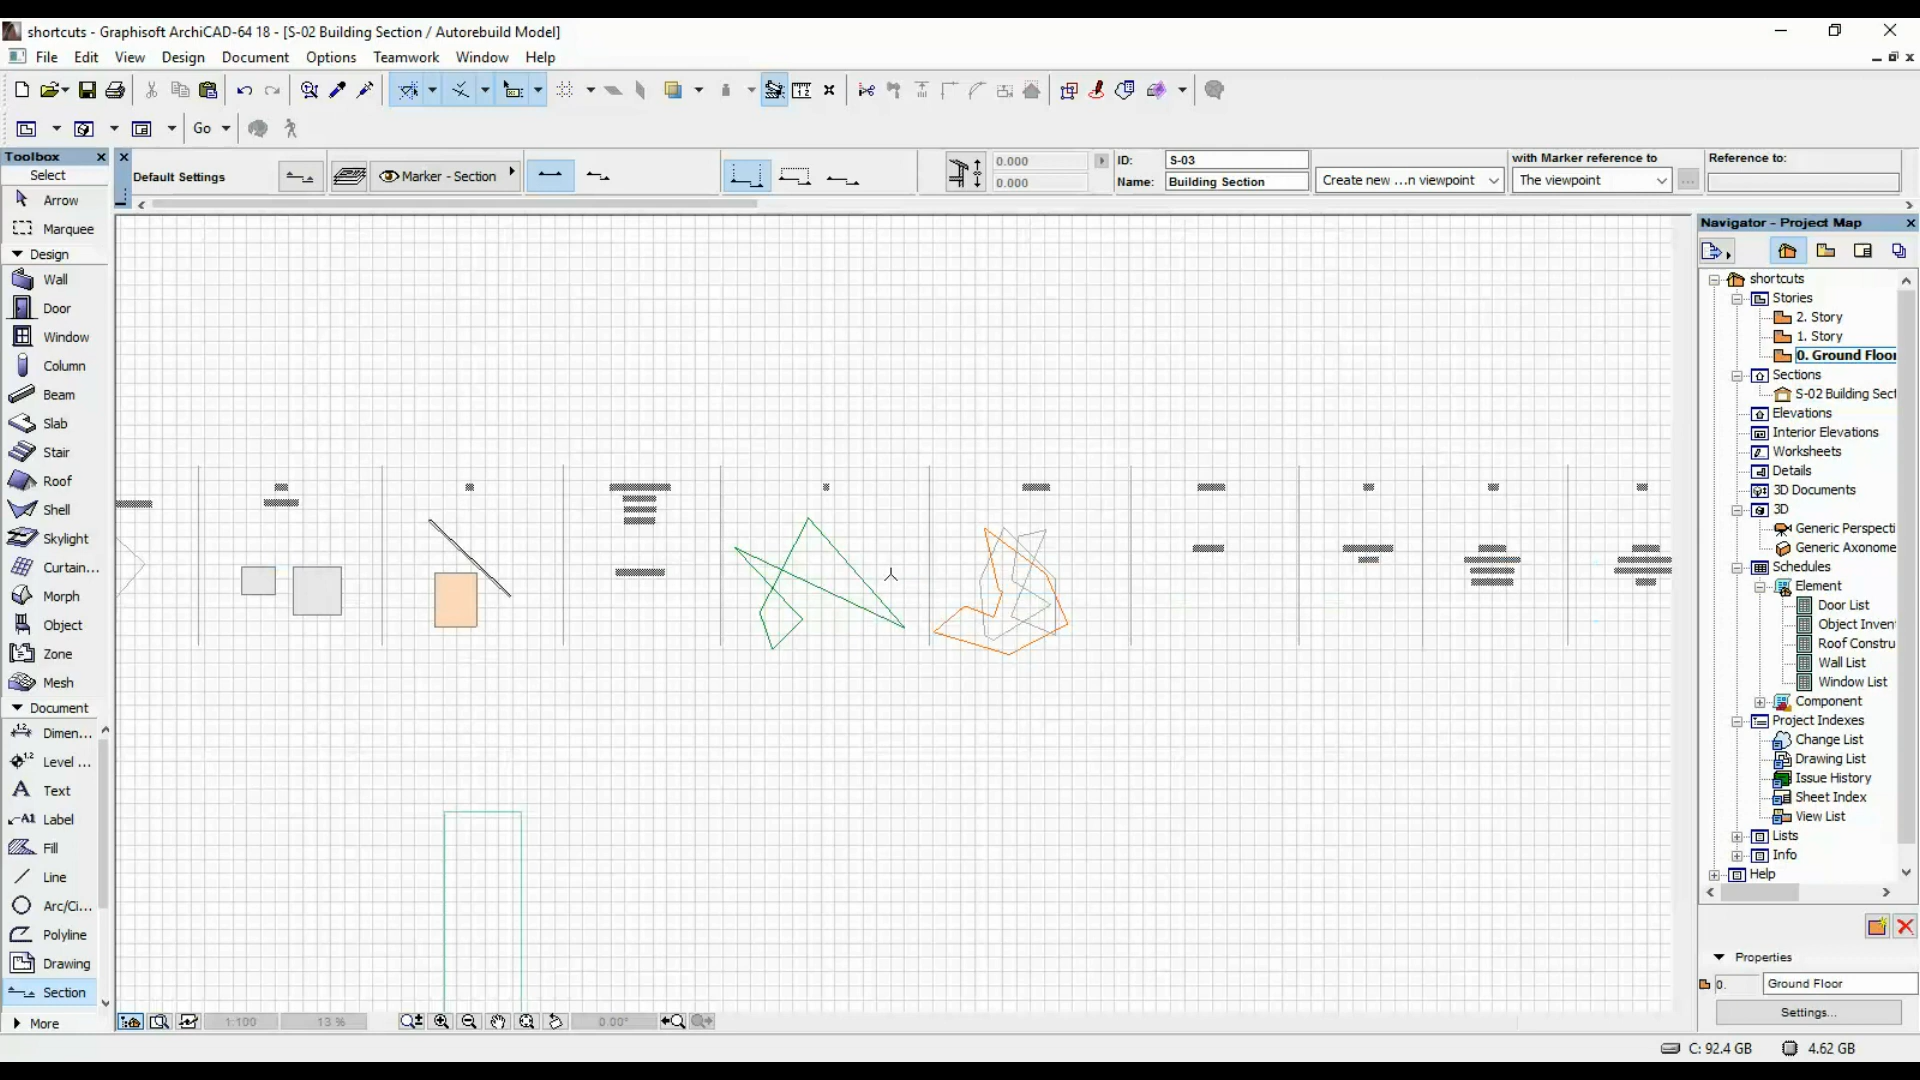 shortcuts - Graphisoft ArchiCAD-64 18 - [S-02 Building Section / Autorebuild Model]
File Edit View Design Document Options Teamwork Window Help
Go
Toolbox
Select
Arrow
Marquee
Design
Wall
Door
Window
Column
Beam
Slab
Stair
Roof
Shell
Skylight
Curtain...
Morph
Object
Zone
Mesh
Document
Dimen...
Level ...
Text
Label
Fill
Line
Arc/Ci...
Polyline
Drawing
Section
More
Default Settings
Marker - Section
0.000
0.000
ID: S-03
Name: Building Section
Create new ...n viewpoint
with Marker reference to
The viewpoint
...
Reference to:
Navigator - Project Map
shortcuts
Stories
2. Story
1. Story
0. Ground Floor
Sections
S-02 Building Sect
Elevations
Interior Elevations
Worksheets
Details
3D Documents
3D
Generic Perspecti
Generic Axonome
Schedules
Element
Door List
Object Inven
Roof Constru
Wall List
Window List
Component
Project Indexes
Change List
Drawing List
Issue History
Sheet Index
View List
Lists
Info
Help
Properties
0. Ground Floor
Settings...
1:100 13 % 0.00°
C: 92.4 GB 4.62 GB